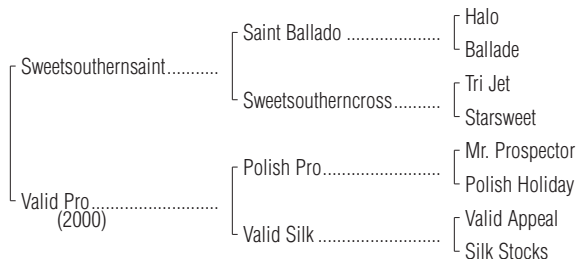 Halo
Saint Ballado ..................
Ballade
Sweetsouthernsaint..........
Tri Jet
Sweetsoutherncross..........
Starsweet
Mr. Prospector
Polish Pro.......................
Polish Holiday
Valid Pro.........................
(2000)
Valid Appeal
Valid Silk ........................
Silk Stocks